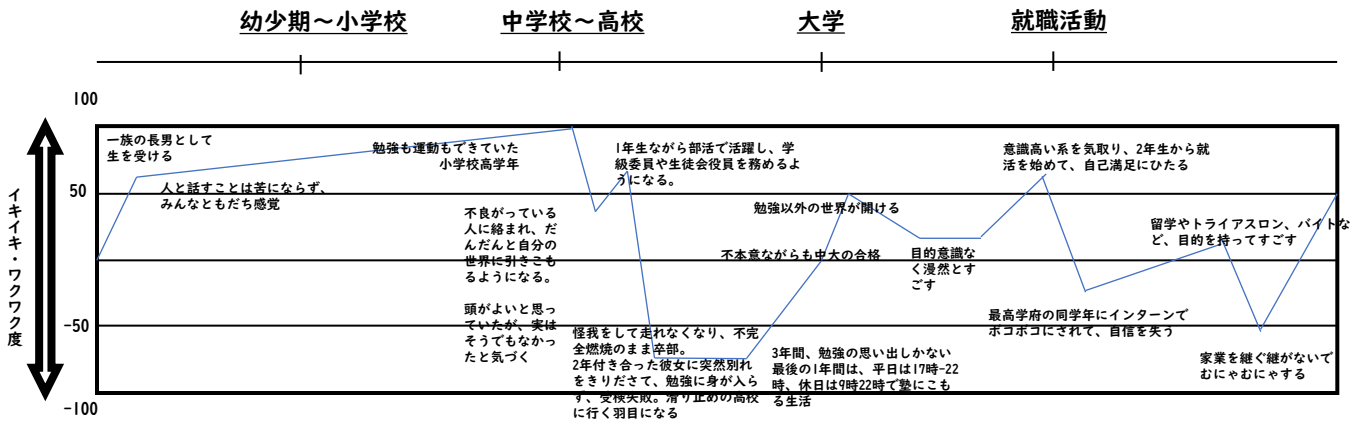 幼少期～小学校
中学校～高校
大学
就職活動
100
50
-50
-100
イキイキ・ワクワク度
一族の長男として
生を受ける
人と話すことは苦にならず、
みんなともだち感覚
勉強も運動もできていた
小学校高学年
不良がっている
人に絡まれ、だ
んだんと自分の
世界に引きこも
るようになる。
頭がよいと思っ
ていたが、実は
そうでもなかっ
たと気づく
1年生ながら部活で活躍し、学
級委員や生徒会役員を務めるよ
うになる。
怪我をして走れなくなり、不完
全燃焼のまま卒部。
2年付き合った彼女に突然別れ
をきりださて、勉強に身が入ら
ず、受検失敗。滑り止めの高校
に行く羽目になる
3年間、勉強の思い出しかない
最後の1年間は、平日は17時-22
時、休日は9時22時で塾にこも
る生活
不本意ながらも中大の合格
勉強以外の世界が開ける
目的意識な
く漫然とす
ごす
意識高い系を気取り、2年生から就
活を始めて、自己満足にひたる
最高学府の同学年にインターンで
ボコボコにされて、自信を失う
留学やトライアスロン、バイトな
ど、目的を持ってすごす
家業を継ぐ継がないで
むにゃむにゃする